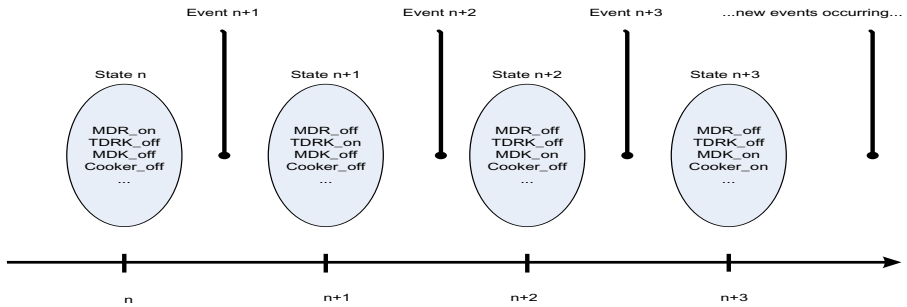 Event n+1
Event n+2
Event n+3
...new events occurring...
State n
State n+1
State n+2
State n+3
MDR_on
TDRK_off
MDK_off
Cooker_off
...
MDR_off
TDRK_on
MDK_off
Cooker_off
...
MDR_off
TDRK_off
MDK_on
Cooker_off
...
MDR_off
TDRK_off
MDK_on
Cooker_on
...
n
n+1
n+2
n+3